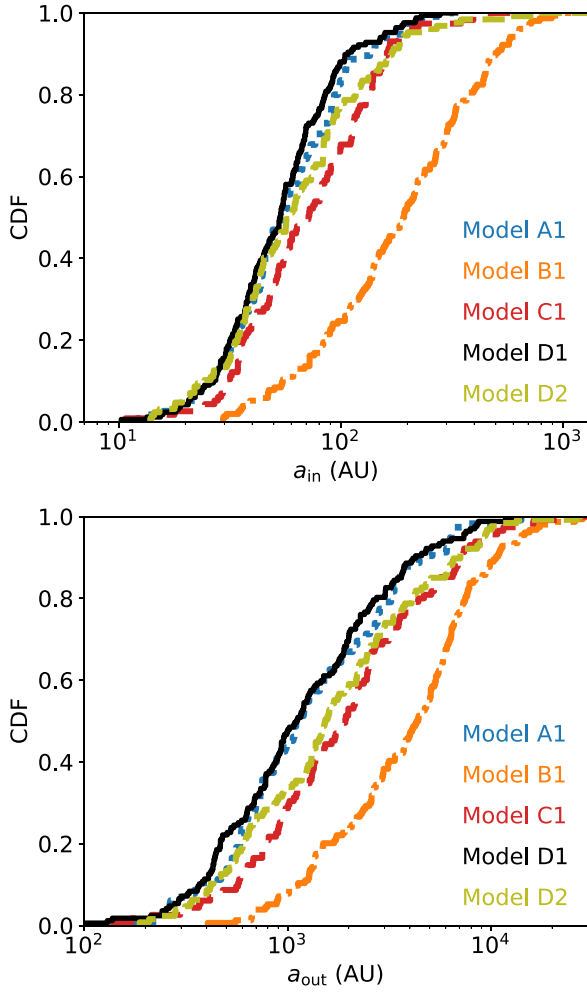 1.0
0.8
0.6
0.4
0.2
0.0
CDF
Model A1
Model B1
Model C1
Model D1
Model D2
10¹ 10² 10³
a_in (AU)
1.0
0.8
0.6
0.4
0.2
0.0
CDF
Model A1
Model B1
Model C1
Model D1
Model D2
10² 10³ 10⁴
a_out (AU)